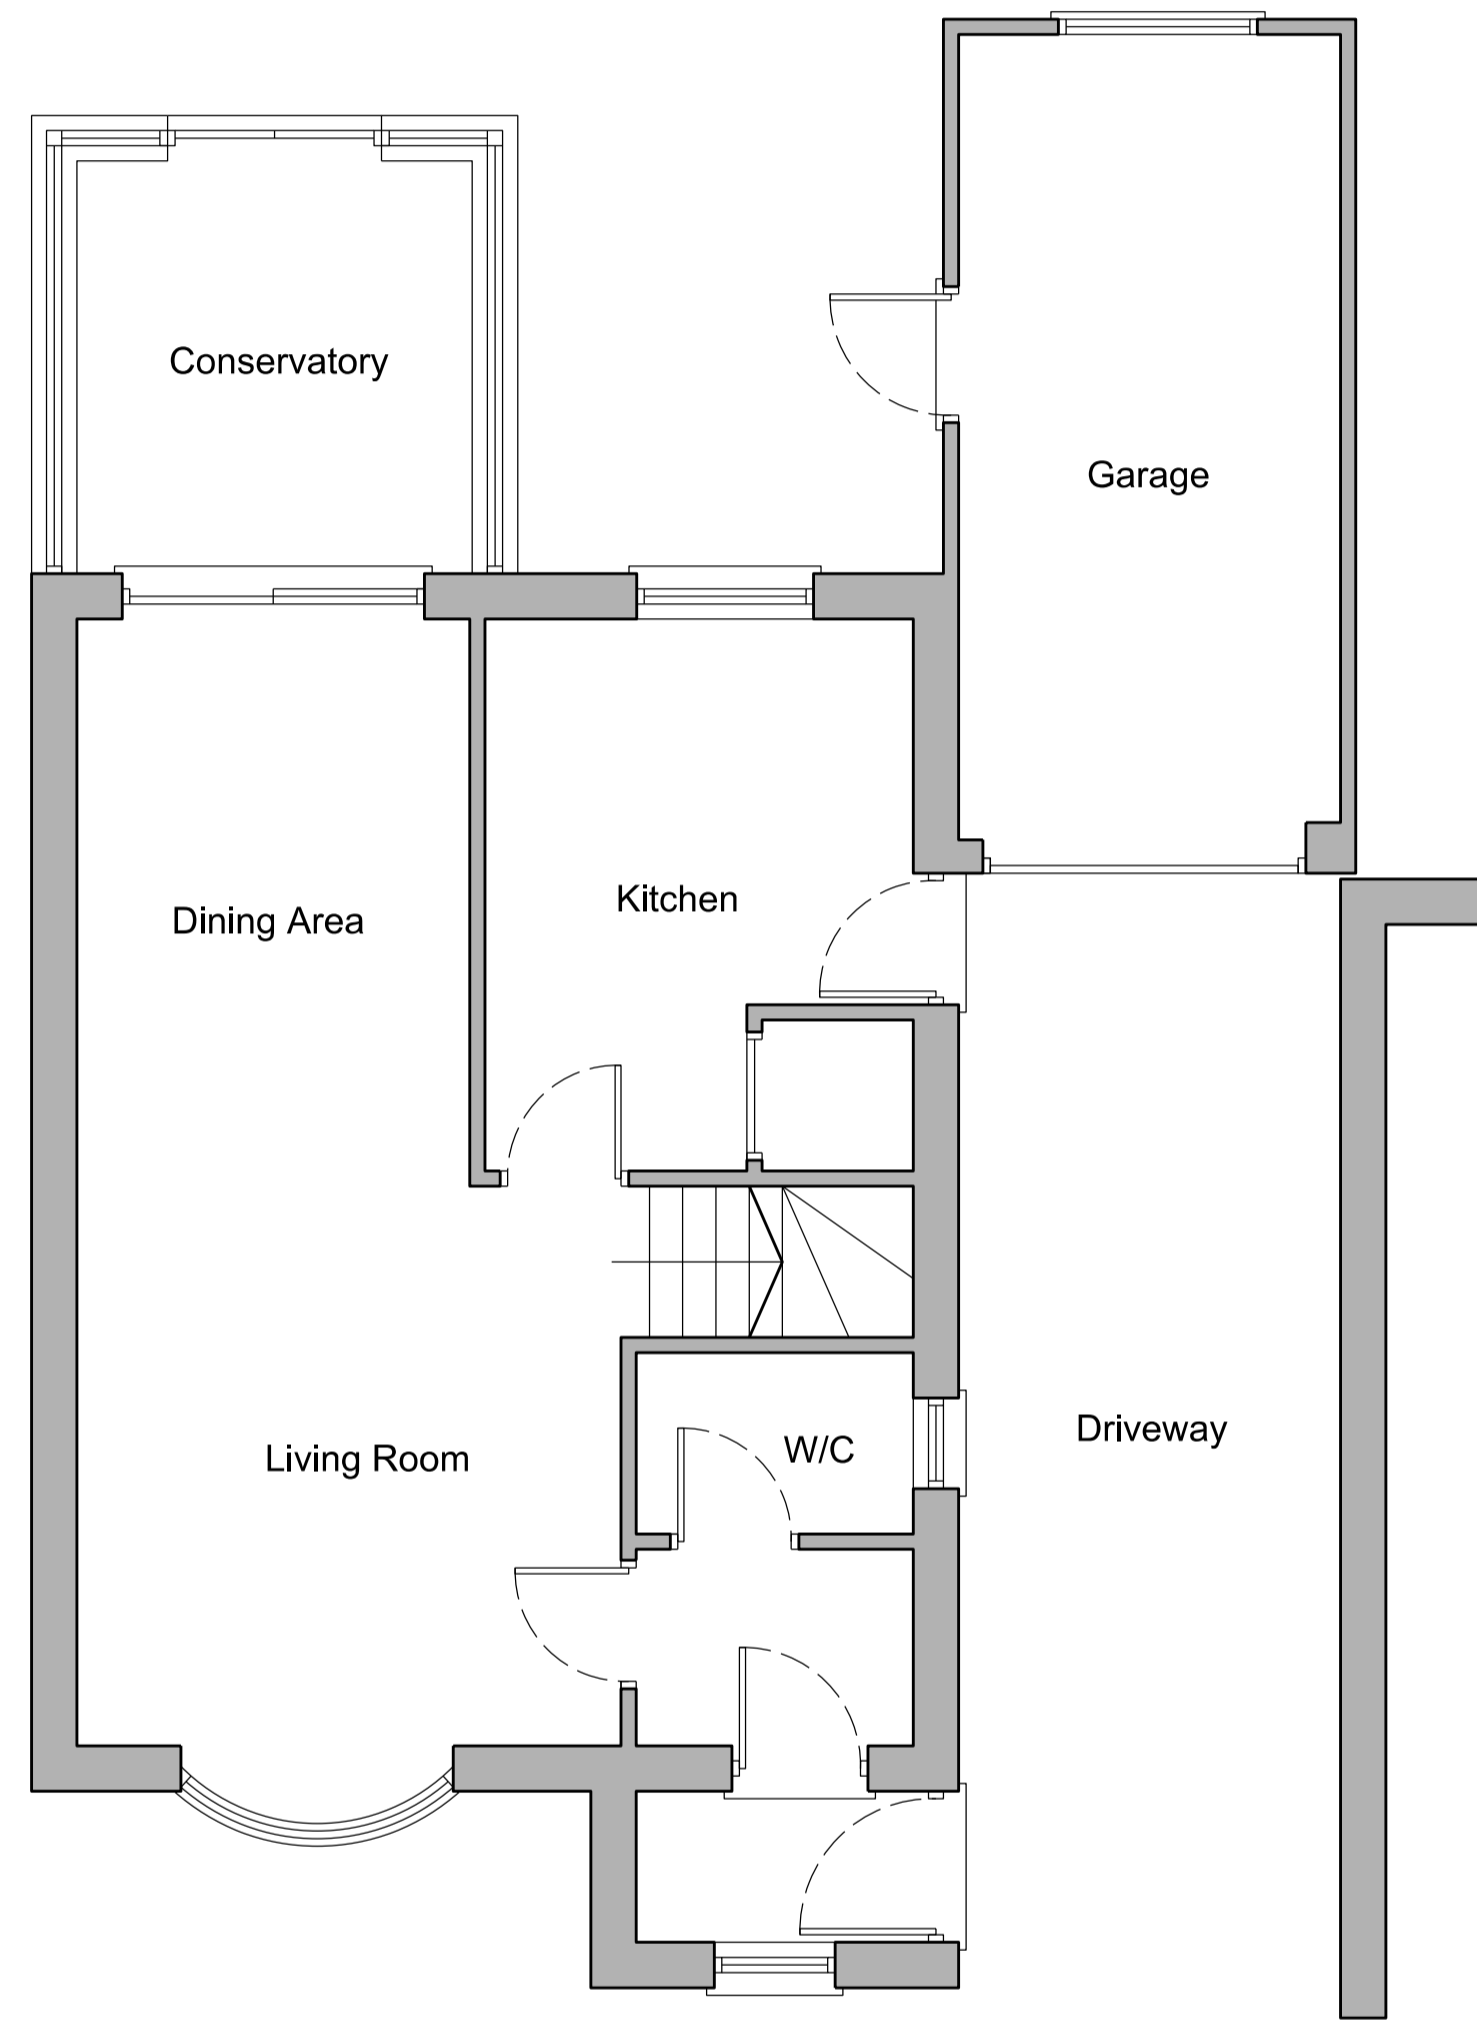 Conservatory
Garage
Kitchen
Dining Area
Driveway
W/C
Living Room